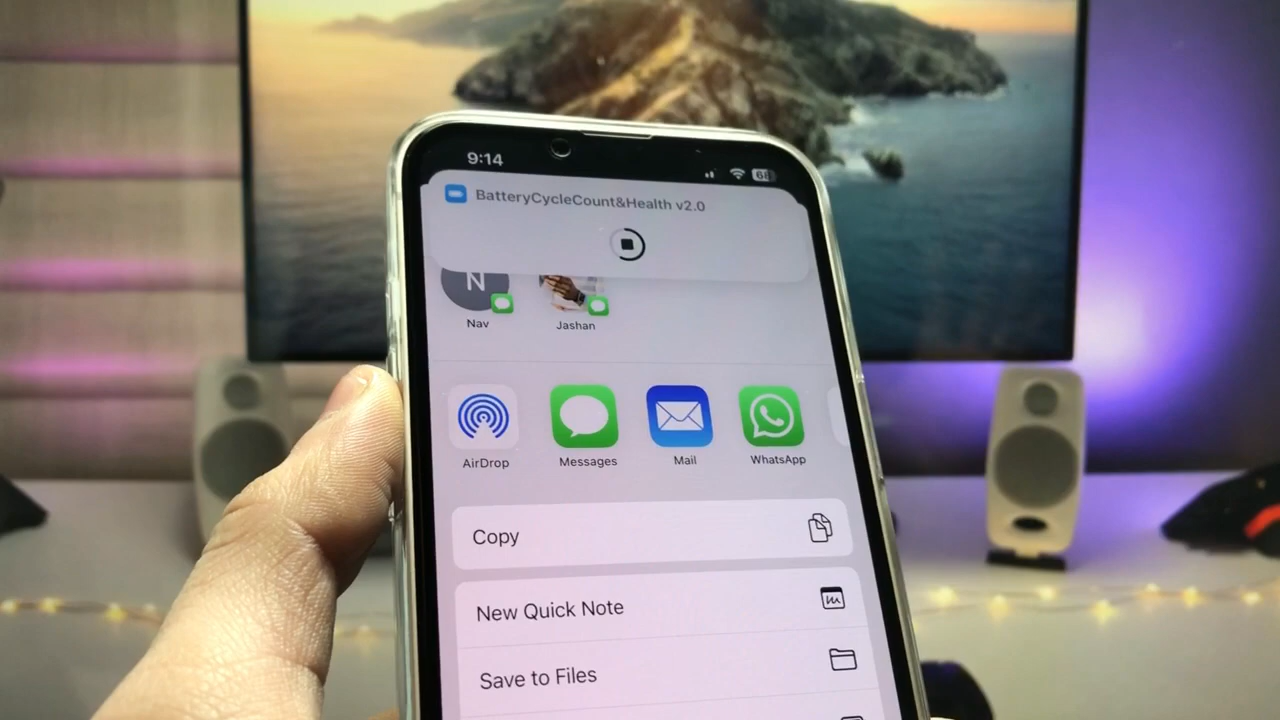 9:14
68
BatteryCycleCount&Health v2.0
N
Nav
Jashan
AirDrop
Messages
Mail
WhatsApp
Copy
New Quick Note
Save to Files